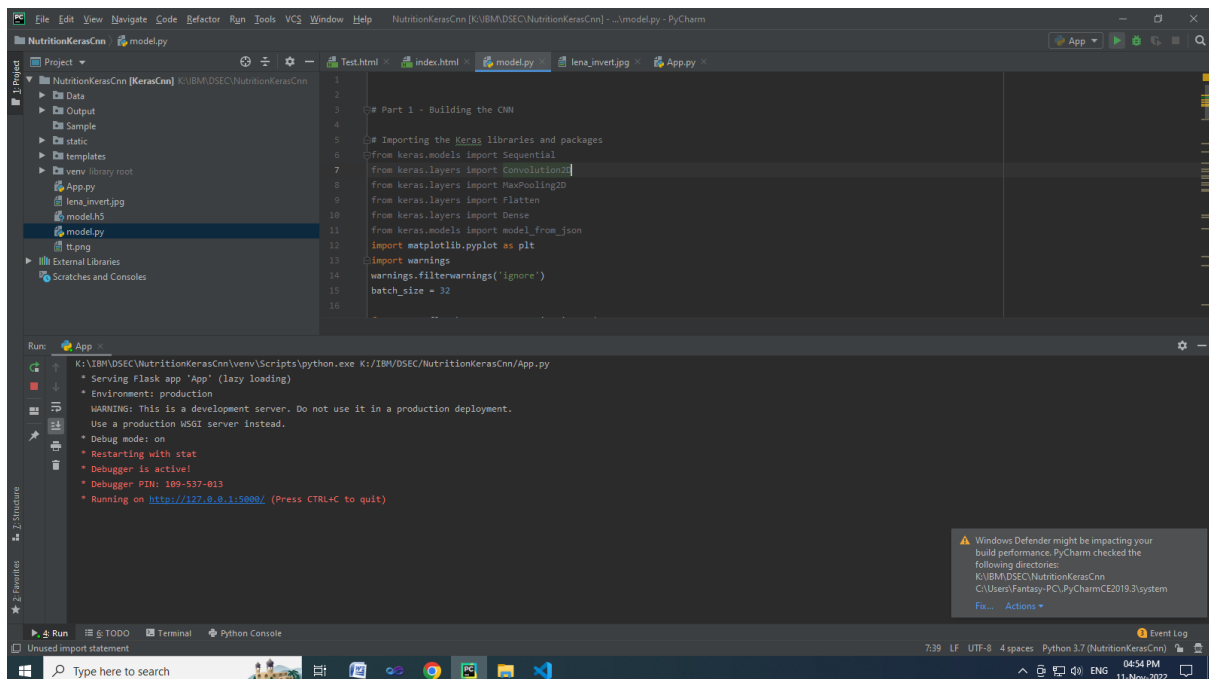 File Edit View Navigate Code Refactor Run Tools VCS Window Help NutritionKerasCnn [K:\IBM\DSEC\NutritionKerasCnn] - ...\model.py - PyCharm
NutritionKerasCnn model.py App
Project Test.html index.html model.py lena_invert.jpg App.py
1: Project
NutritionKerasCnn [KerasCnn] K:\IBM\DSEC\NutritionKerasCnn
Data
Output
Sample
static
templates
venv library root
App.py
lena_invert.jpg
model.h5
model.py
tt.png
External Libraries
Scratches and Consoles
1
2
3 # Part 1 - Building the CNN
4
5 # Importing the Keras libraries and packages
6 from keras.models import Sequential
7 from keras.layers import Convolution2D
8 from keras.layers import MaxPooling2D
9 from keras.layers import Flatten
10 from keras.layers import Dense
11 from keras.models import model_from_json
12 import matplotlib.pyplot as plt
13 import warnings
14 warnings.filterwarnings('ignore')
15 batch_size = 32
16
Run: App
K:\IBM\DSEC\NutritionKerasCnn\venv\Scripts\python.exe K:/IBM/DSEC/NutritionKerasCnn/App.py
* Serving Flask app 'App' (lazy loading)
* Environment: production
WARNING: This is a development server. Do not use it in a production deployment.
Use a production WSGI server instead.
* Debug mode: on
* Restarting with stat
* Debugger is active!
* Debugger PIN: 109-537-013
* Running on http://127.0.0.1:5000/ (Press CTRL+C to quit)
7: Structure
2: Favorites
Windows Defender might be impacting your
build performance. PyCharm checked the
following directories:
K:\IBM\DSEC\NutritionKerasCnn
C:\Users\Fantasy-PC\.PyCharmCE2019.3\system
Fix... Actions
4: Run 6: TODO Terminal Python Console 3 Event Log
Unused import statement 7:39 LF UTF-8 4 spaces Python 3.7 (NutritionKerasCnn)
Type here to search ENG 04:54 PM
11-Nov-2022